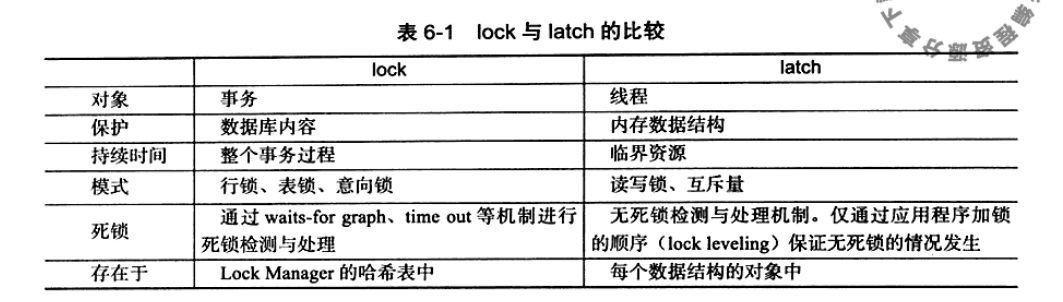 表 6-1 lock 与 latch 的比较
lock latch
对象 事务 线程
保护 数据库内容 内存数据结构
持续时间 整个事务过程 临界资源
模式 行锁、表锁、意向锁 读写锁、互斥量
死锁 通过 waits-for graph、time out 等机制进行 无死锁检测与处理机制。仅通过应用程序加锁
死锁检测与处理 的顺序（lock leveling）保证无死锁的情况发生
存在于 Lock Manager 的哈希表中 每个数据结构的对象中
下 享 分 源 资 程 编